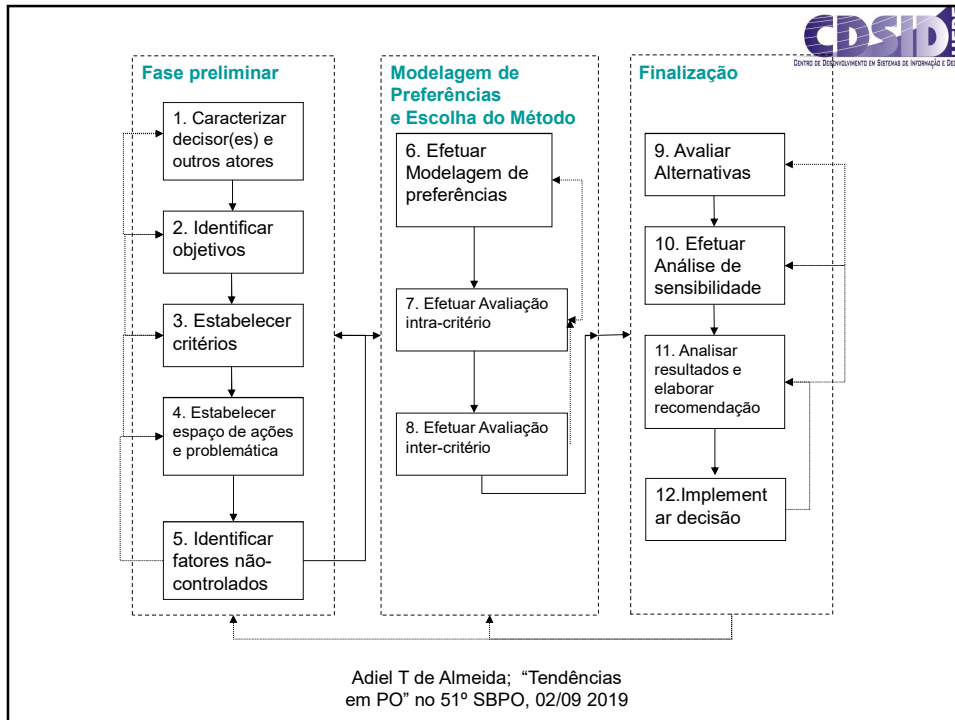 CDSID
UFPE
CENTRO DE DESENVOLVIMENTO EM SISTEMAS DE INFORMAÇÃO E DEC
Fase preliminar
1. Caracterizar
decisor(es) e
outros atores
2. Identificar
objetivos
3. Estabelecer
critérios
4. Estabelecer
espaço de ações
e problemática
5. Identificar
fatores não-
controlados
Modelagem de
Preferências
e Escolha do Método
6. Efetuar
Modelagem de
preferências
7. Efetuar Avaliação
intra-critério
8. Efetuar Avaliação
inter-critério
Finalização
9. Avaliar
Alternativas
10. Efetuar
Análise de
sensibilidade
11. Analisar
resultados e
elaborar
recomendação
12.Implement
ar decisão
Adiel T de Almeida; “Tendências
em PO” no 51º SBPO, 02/09 2019